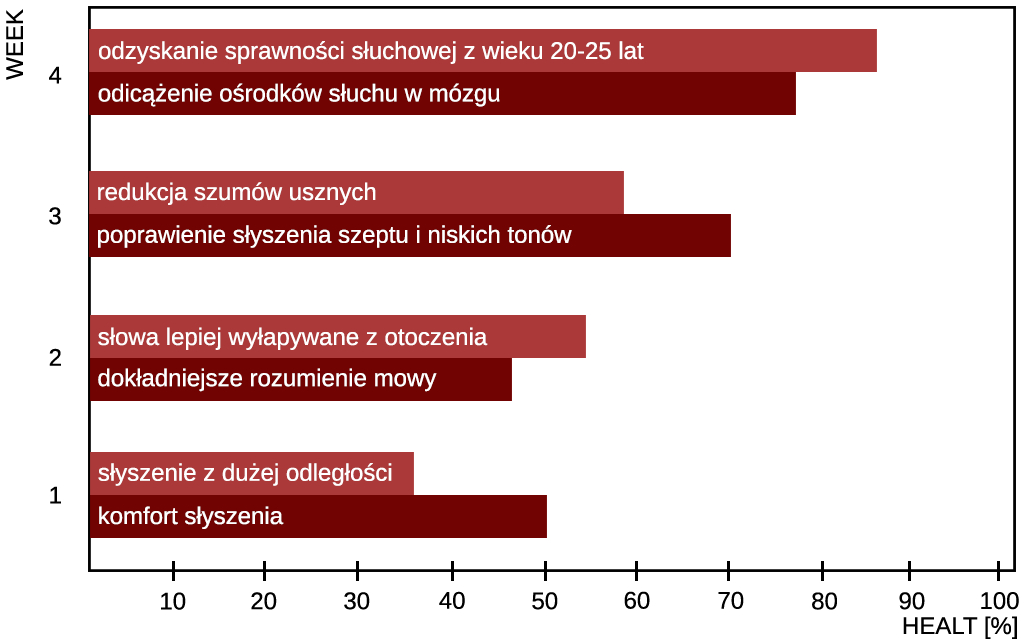 WEEK
4
odzyskanie sprawności słuchowej z wieku 20-25 lat
odicążenie ośrodków słuchu w mózgu
3
redukcja szumów usznych
poprawienie słyszenia szeptu i niskich tonów
2
słowa lepiej wyłapywane z otoczenia
dokładniejsze rozumienie mowy
1
słyszenie z dużej odległości
komfort słyszenia
10 20 30 40 50 60 70 80 90 100
HEALT [%]